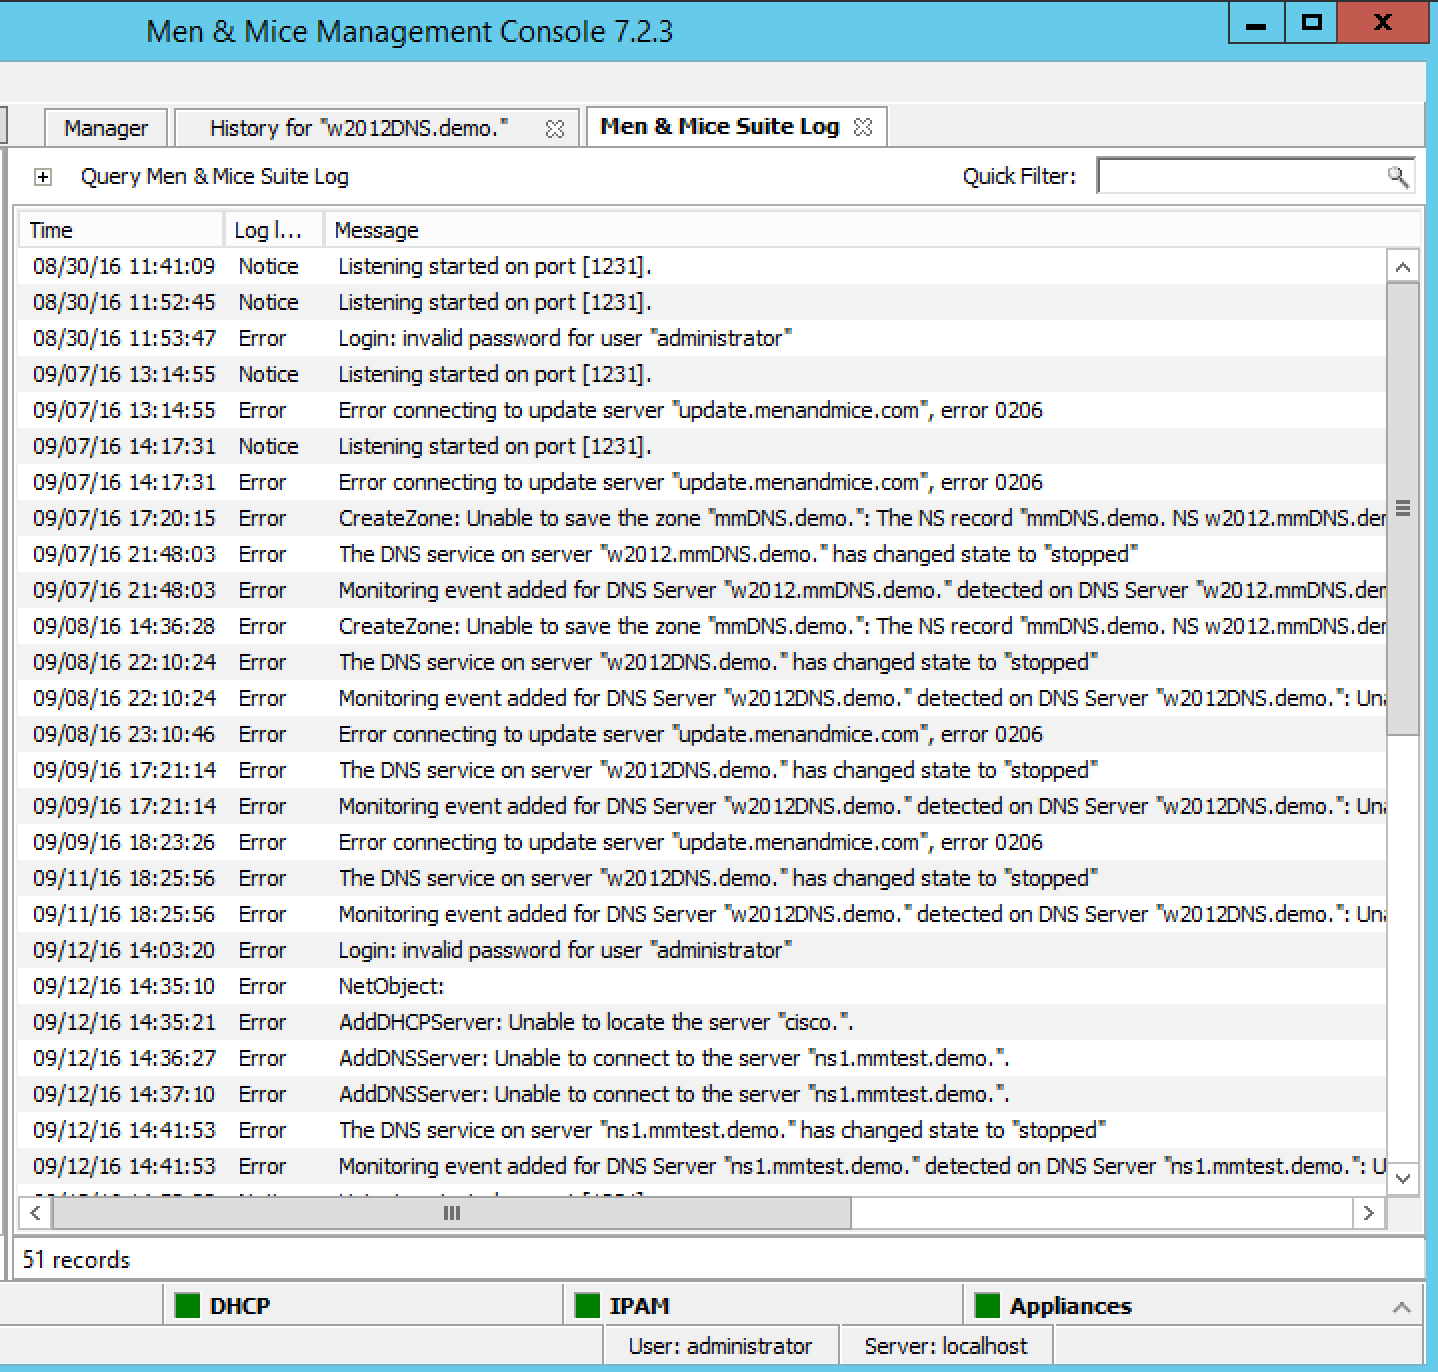 Men & Mice Management Console 7.2.3
Manager History for "w2012DNS.demo." Men & Mice Suite Log
Query Men & Mice Suite Log Quick Filter:
Time Log l... Message
08/30/16 11:41:09 Notice Listening started on port [1231].
08/30/16 11:52:45 Notice Listening started on port [1231].
08/30/16 11:53:47 Error Login: invalid password for user "administrator"
09/07/16 13:14:55 Notice Listening started on port [1231].
09/07/16 13:14:55 Error Error connecting to update server "update.menandmice.com", error 0206
09/07/16 14:17:31 Notice Listening started on port [1231].
09/07/16 14:17:31 Error Error connecting to update server "update.menandmice.com", error 0206
09/07/16 17:20:15 Error CreateZone: Unable to save the zone "mmDNS.demo.": The NS record "mmDNS.demo. NS w2012.mmDNS.der
09/07/16 21:48:03 Error The DNS service on server "w2012.mmDNS.demo." has changed state to "stopped"
09/07/16 21:48:03 Error Monitoring event added for DNS Server "w2012.mmDNS.demo." detected on DNS Server "w2012.mmDNS.der
09/08/16 14:36:28 Error CreateZone: Unable to save the zone "mmDNS.demo.": The NS record "mmDNS.demo. NS w2012.mmDNS.der
09/08/16 22:10:24 Error The DNS service on server "w2012DNS.demo." has changed state to "stopped"
09/08/16 22:10:24 Error Monitoring event added for DNS Server "w2012DNS.demo." detected on DNS Server "w2012DNS.demo.": Una
09/08/16 23:10:46 Error Error connecting to update server "update.menandmice.com", error 0206
09/09/16 17:21:14 Error The DNS service on server "w2012DNS.demo." has changed state to "stopped"
09/09/16 17:21:14 Error Monitoring event added for DNS Server "w2012DNS.demo." detected on DNS Server "w2012DNS.demo.": Una
09/09/16 18:23:26 Error Error connecting to update server "update.menandmice.com", error 0206
09/11/16 18:25:56 Error The DNS service on server "w2012DNS.demo." has changed state to "stopped"
09/11/16 18:25:56 Error Monitoring event added for DNS Server "w2012DNS.demo." detected on DNS Server "w2012DNS.demo.": Una
09/12/16 14:03:20 Error Login: invalid password for user "administrator"
09/12/16 14:35:10 Error NetObject:
09/12/16 14:35:21 Error AddDHCPServer: Unable to locate the server "cisco.".
09/12/16 14:36:27 Error AddDNSServer: Unable to connect to the server "ns1.mmtest.demo.".
09/12/16 14:37:10 Error AddDNSServer: Unable to connect to the server "ns1.mmtest.demo.".
09/12/16 14:41:53 Error The DNS service on server "ns1.mmtest.demo." has changed state to "stopped"
09/12/16 14:41:53 Error Monitoring event added for DNS Server "ns1.mmtest.demo." detected on DNS Server "ns1.mmtest.demo.": U
51 records
DHCP IPAM Appliances
User: administrator Server: localhost